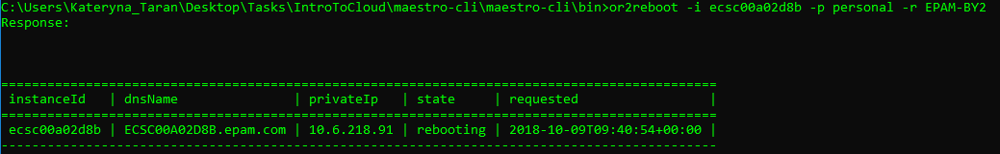 C:\Users\Kateryna_Taran\Desktop\Tasks\IntroToCloud\maestro-cli\maestro-cli\bin>or2reboot -i ecsc00a02d8b -p personal -r EPAM-BY2
Response:
=============================================================================================
instanceId | dnsName | privateIp | state | requested |
=============================================================================================
ecsc00a02d8b | ECSC00A02D8B.epam.com | 10.6.218.91 | rebooting | 2018-10-09T09:40:54+00:00 |
---------------------------------------------------------------------------------------------